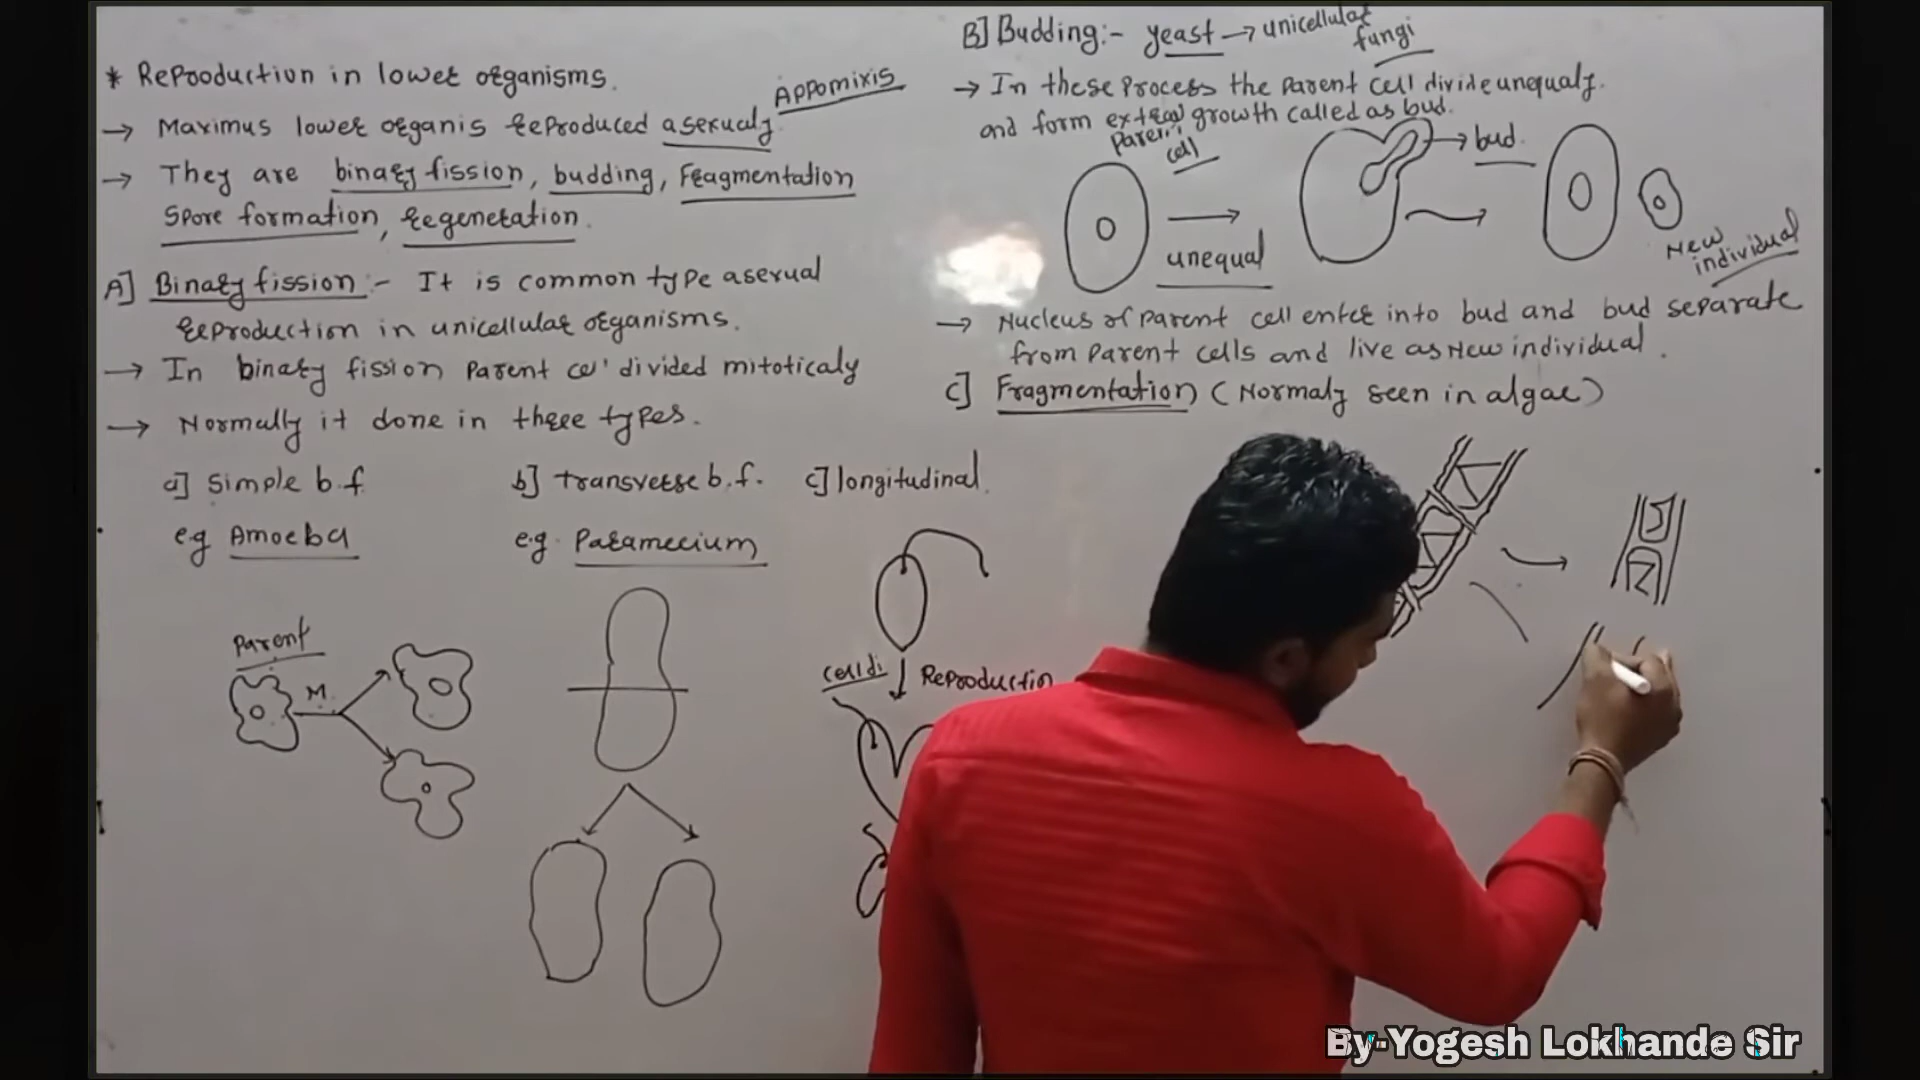 * Reproduction in lower organisms.
Appomixis
→ Maximus lower organis reproduced asexualy.
→ They are binary fission, budding, Fragmentation
Spore formation, regeneration.
A] Binary fission :- It is common type asexual
reproduction in unicellular organisms.
→ In binary fission parent ce' divided mitoticaly
→ Normally it done in three types.
a] Simple b.f
b] transverse b.f.
c] longitudinal.
e.g Amoeba
e.g. Paramecium
Parent
M.
Celldi
Reproduction
B] Budding:- yeast → unicellular
fungi
→ In these process the parent cell divide unequaly.
and form extra growth called as bud.
Parent
cell
→ bud.
unequal
New
individual
→ Nucleus of parent cell enter into bud and bud separate
from parent cells and live as New individual.
C] Fragmentation (Normaly seen in algae)
By-Yogesh Lokhande Sir